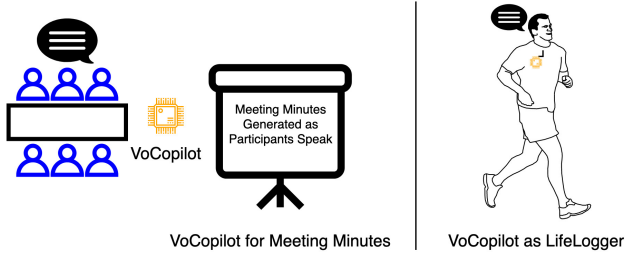 Meeting Minutes
Generated as
Participants Speak
VoCopilot
VoCopilot for Meeting Minutes
VoCopilot as LifeLogger